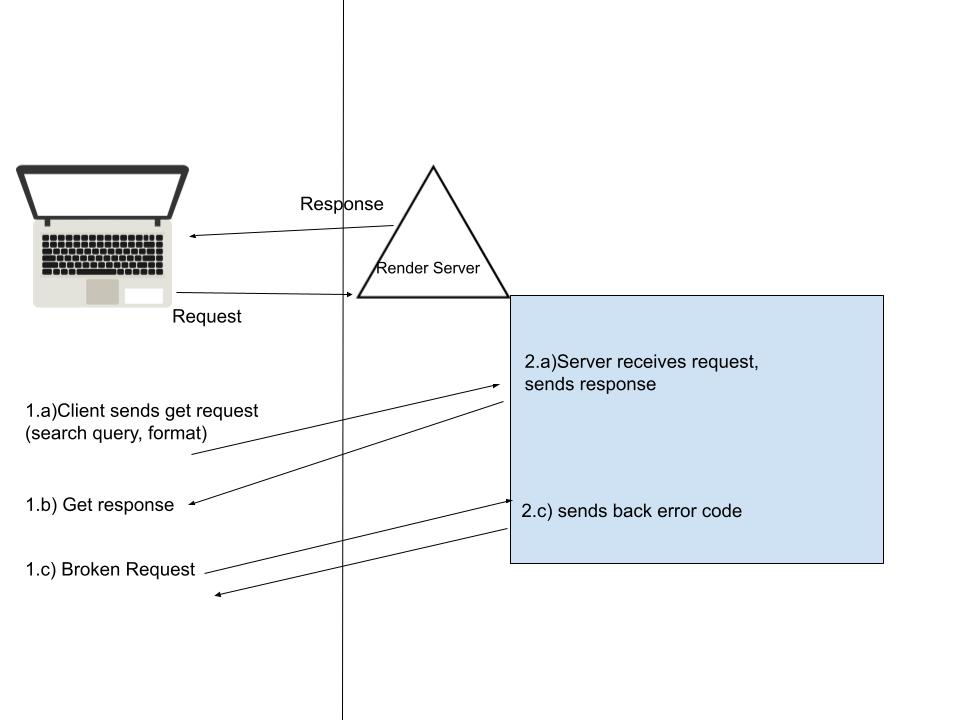 Response
Render Server
Request
2.a)Server receives request,
sends response
1.a)Client sends get request
(search query, format)
1.b) Get response
2.c) sends back error code
1.c) Broken Request